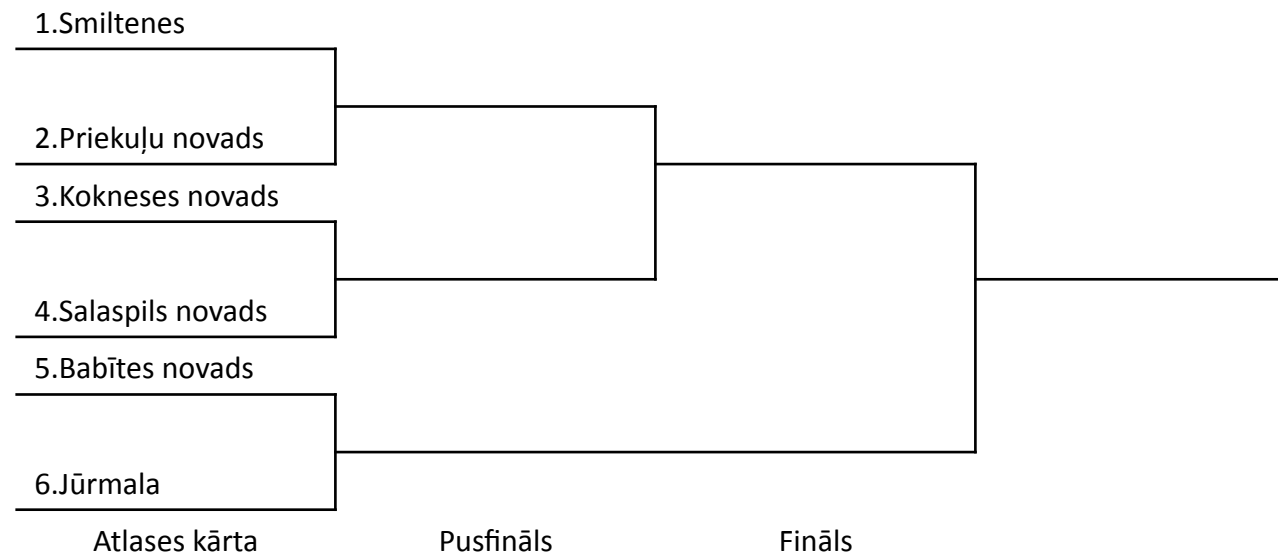 1.Smiltenes
2.Priekuļu novads
3.Kokneses novads
4.Salaspils novads
5.Babītes novads
6.Jūrmala
Atlases kārta Pusfināls Fināls